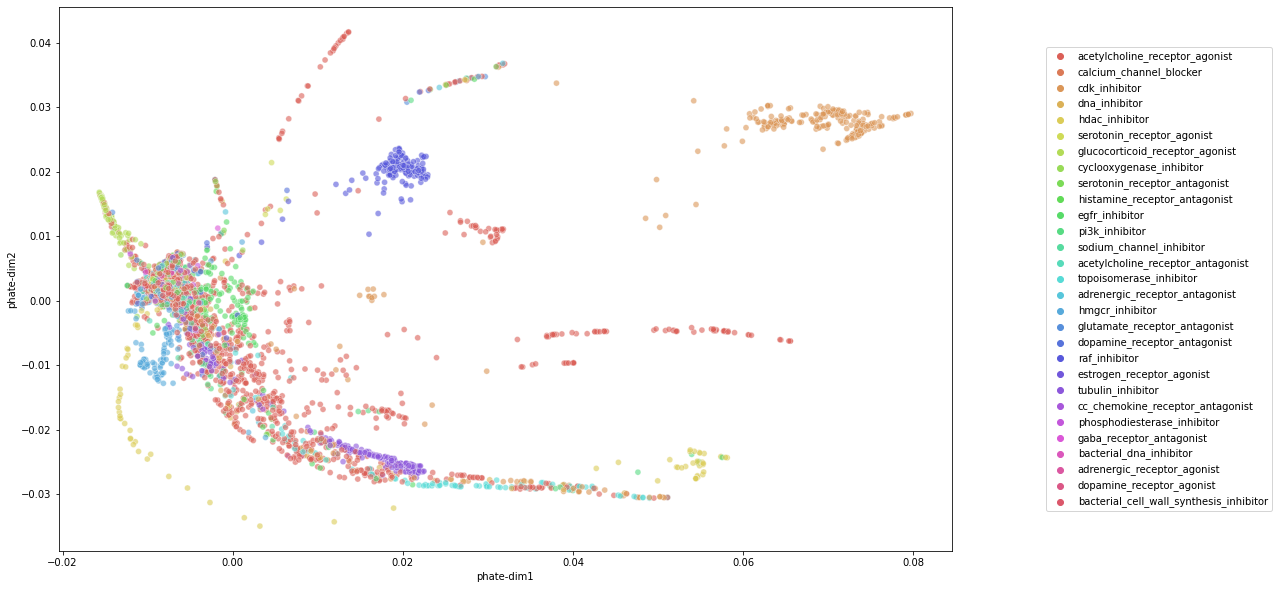 0.04
0.03
0.02
0.01
0.00
−0.01
−0.02
−0.03
phate-dim2
−0.02
0.00
0.02
0.04
0.06
0.08
phate-dim1
acetylcholine_receptor_agonist
calcium_channel_blocker
cdk_inhibitor
dna_inhibitor
hdac_inhibitor
serotonin_receptor_agonist
glucocorticoid_receptor_agonist
cyclooxygenase_inhibitor
serotonin_receptor_antagonist
histamine_receptor_antagonist
egfr_inhibitor
pi3k_inhibitor
sodium_channel_inhibitor
acetylcholine_receptor_antagonist
topoisomerase_inhibitor
adrenergic_receptor_antagonist
hmgcr_inhibitor
glutamate_receptor_antagonist
dopamine_receptor_antagonist
raf_inhibitor
estrogen_receptor_agonist
tubulin_inhibitor
cc_chemokine_receptor_antagonist
phosphodiesterase_inhibitor
gaba_receptor_antagonist
bacterial_dna_inhibitor
adrenergic_receptor_agonist
dopamine_receptor_agonist
bacterial_cell_wall_synthesis_inhibitor